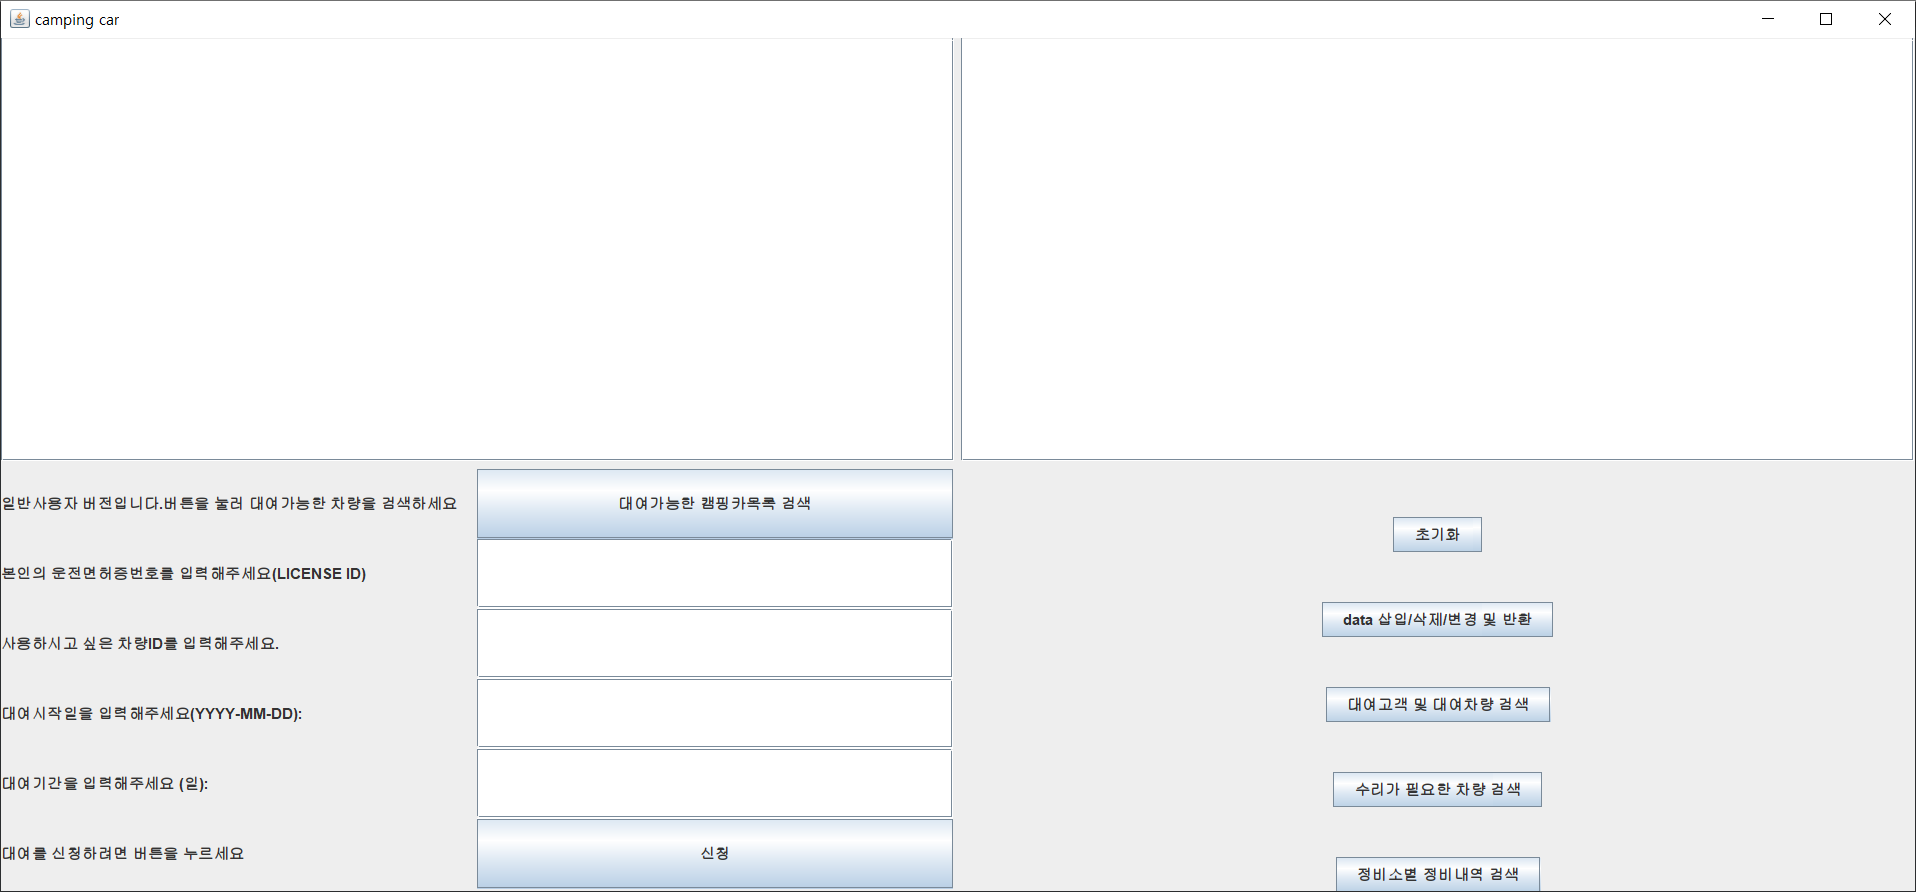 camping car
일반사용자 버전입니다.버튼을 눌러 대여가능한 차량을 검색하세요
대여가능한 캠핑카목록 검색
본인의 운전면허증번호를 입력해주세요(LICENSE ID)
사용하시고 싶은 차량ID를 입력해주세요.
대여시작일을 입력해주세요(YYYY-MM-DD):
대여기간을 입력해주세요 (일):
대여를 신청하려면 버튼을 누르세요
신청
초기화
data 삽입/삭제/변경 및 반환
대여고객 및 대여차량 검색
수리가 필요한 차량 검색
정비소별 정비내역 검색